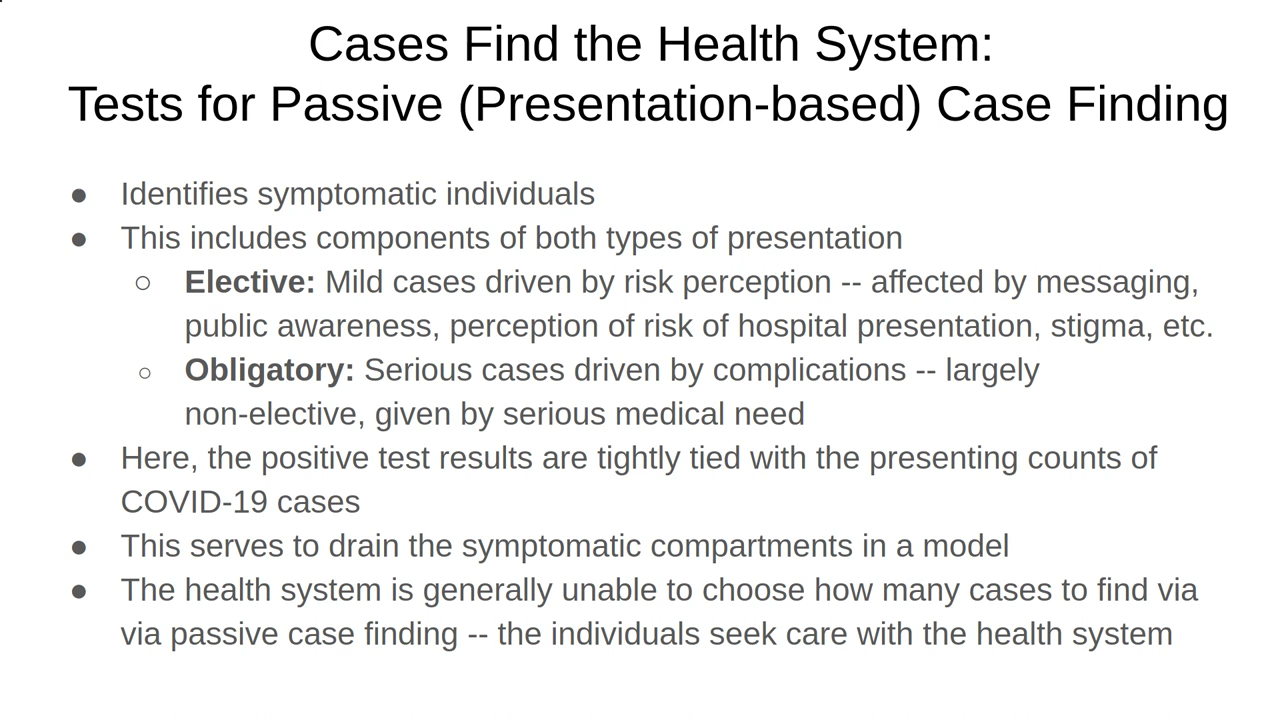 Cases Find the Health System:
Tests for Passive (Presentation-based) Case Finding
● Identifies symptomatic individuals
● This includes components of both types of presentation
○ Elective: Mild cases driven by risk perception -- affected by messaging,
public awareness, perception of risk of hospital presentation, stigma, etc.
○ Obligatory: Serious cases driven by complications -- largely
non-elective, given by serious medical need
● Here, the positive test results are tightly tied with the presenting counts of
COVID-19 cases
● This serves to drain the symptomatic compartments in a model
● The health system is generally unable to choose how many cases to find via
via passive case finding -- the individuals seek care with the health system